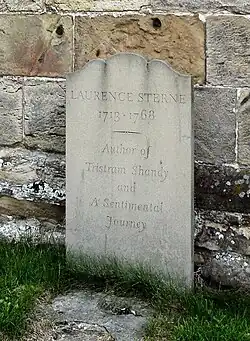 LAURENCE STERNE
1713 - 1768
Author of
Tristram Shandy
and
A Sentimental
Journey